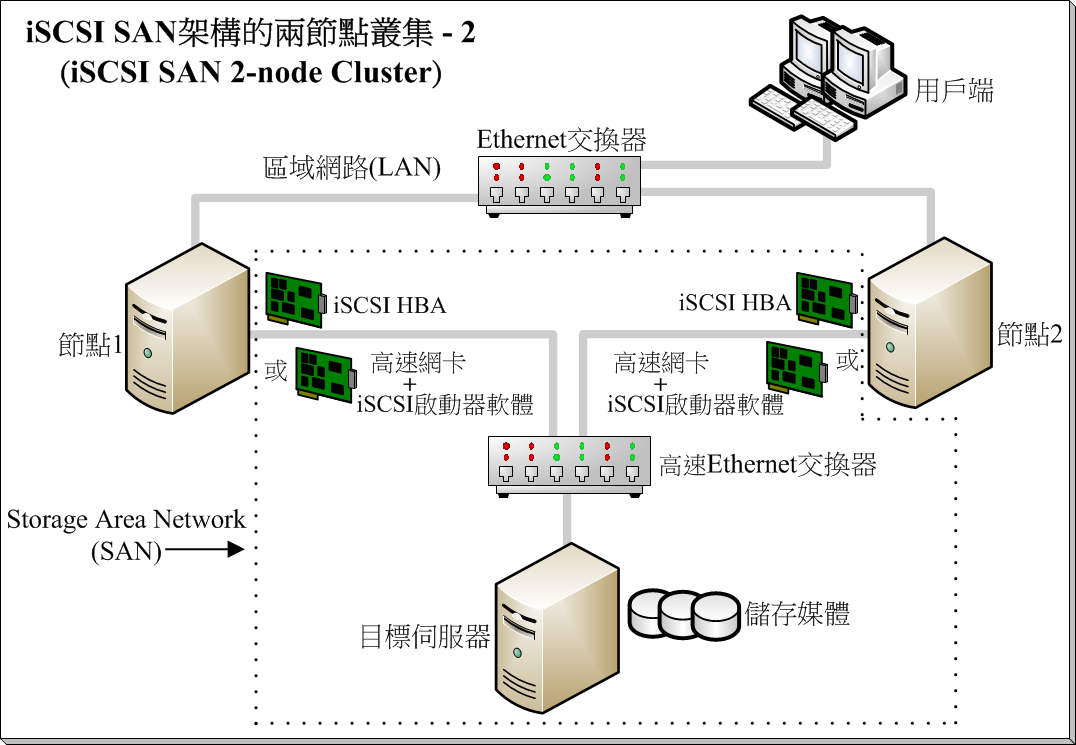 iSCSI SAN架構的兩節點叢集 - 2
(iSCSI SAN 2-node Cluster)
用戶端
Ethernet交換器
區域網路(LAN)
iSCSI HBA
iSCSI HBA
節點1
節點2
或
高速網卡
+
iSCSI啟動器軟體
高速網卡
+
iSCSI啟動器軟體
或
高速Ethernet交換器
Storage Area Network
(SAN)
目標伺服器
儲存媒體